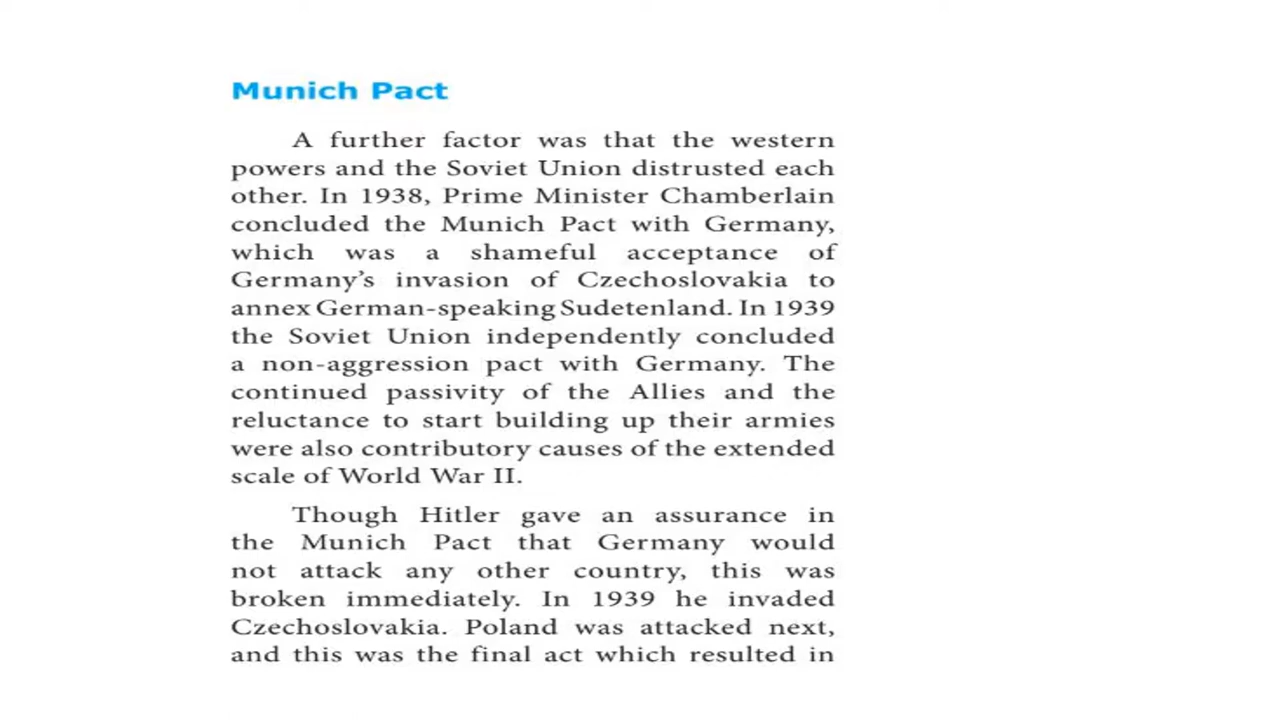 Munich Pact
A further factor was that the western
powers and the Soviet Union distrusted each
other. In 1938, Prime Minister Chamberlain
concluded the Munich Pact with Germany,
which was a shameful acceptance of
Germany's invasion of Czechoslovakia to
annex German-speaking Sudetenland. In 1939
the Soviet Union independently concluded
a non-aggression pact with Germany. The
continued passivity of the Allies and the
reluctance to start building up their armies
were also contributory causes of the extended
scale of World War II.
Though Hitler gave an assurance in
the Munich Pact that Germany would
not attack any other country, this was
broken immediately. In 1939 he invaded
Czechoslovakia. Poland was attacked next,
and this was the final act which resulted in